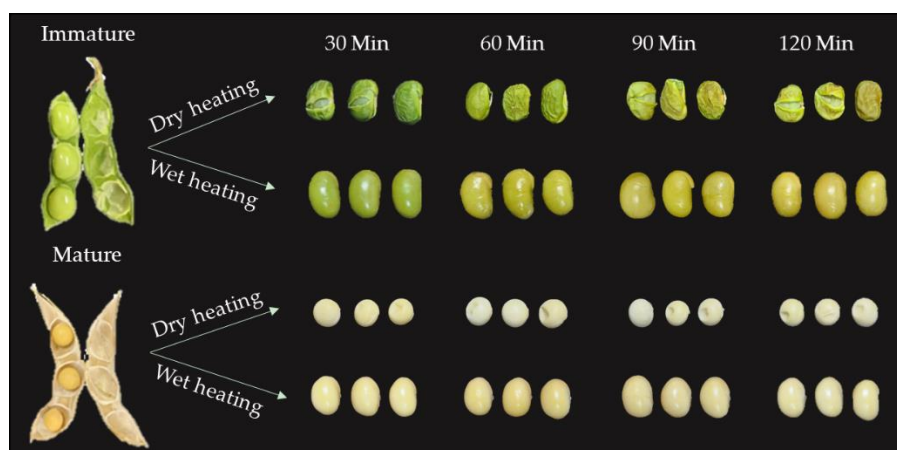 Immature
30 Min
60 Min
90 Min
120 Min
Dry heating
Wet heating
Mature
Dry heating
Wet heating